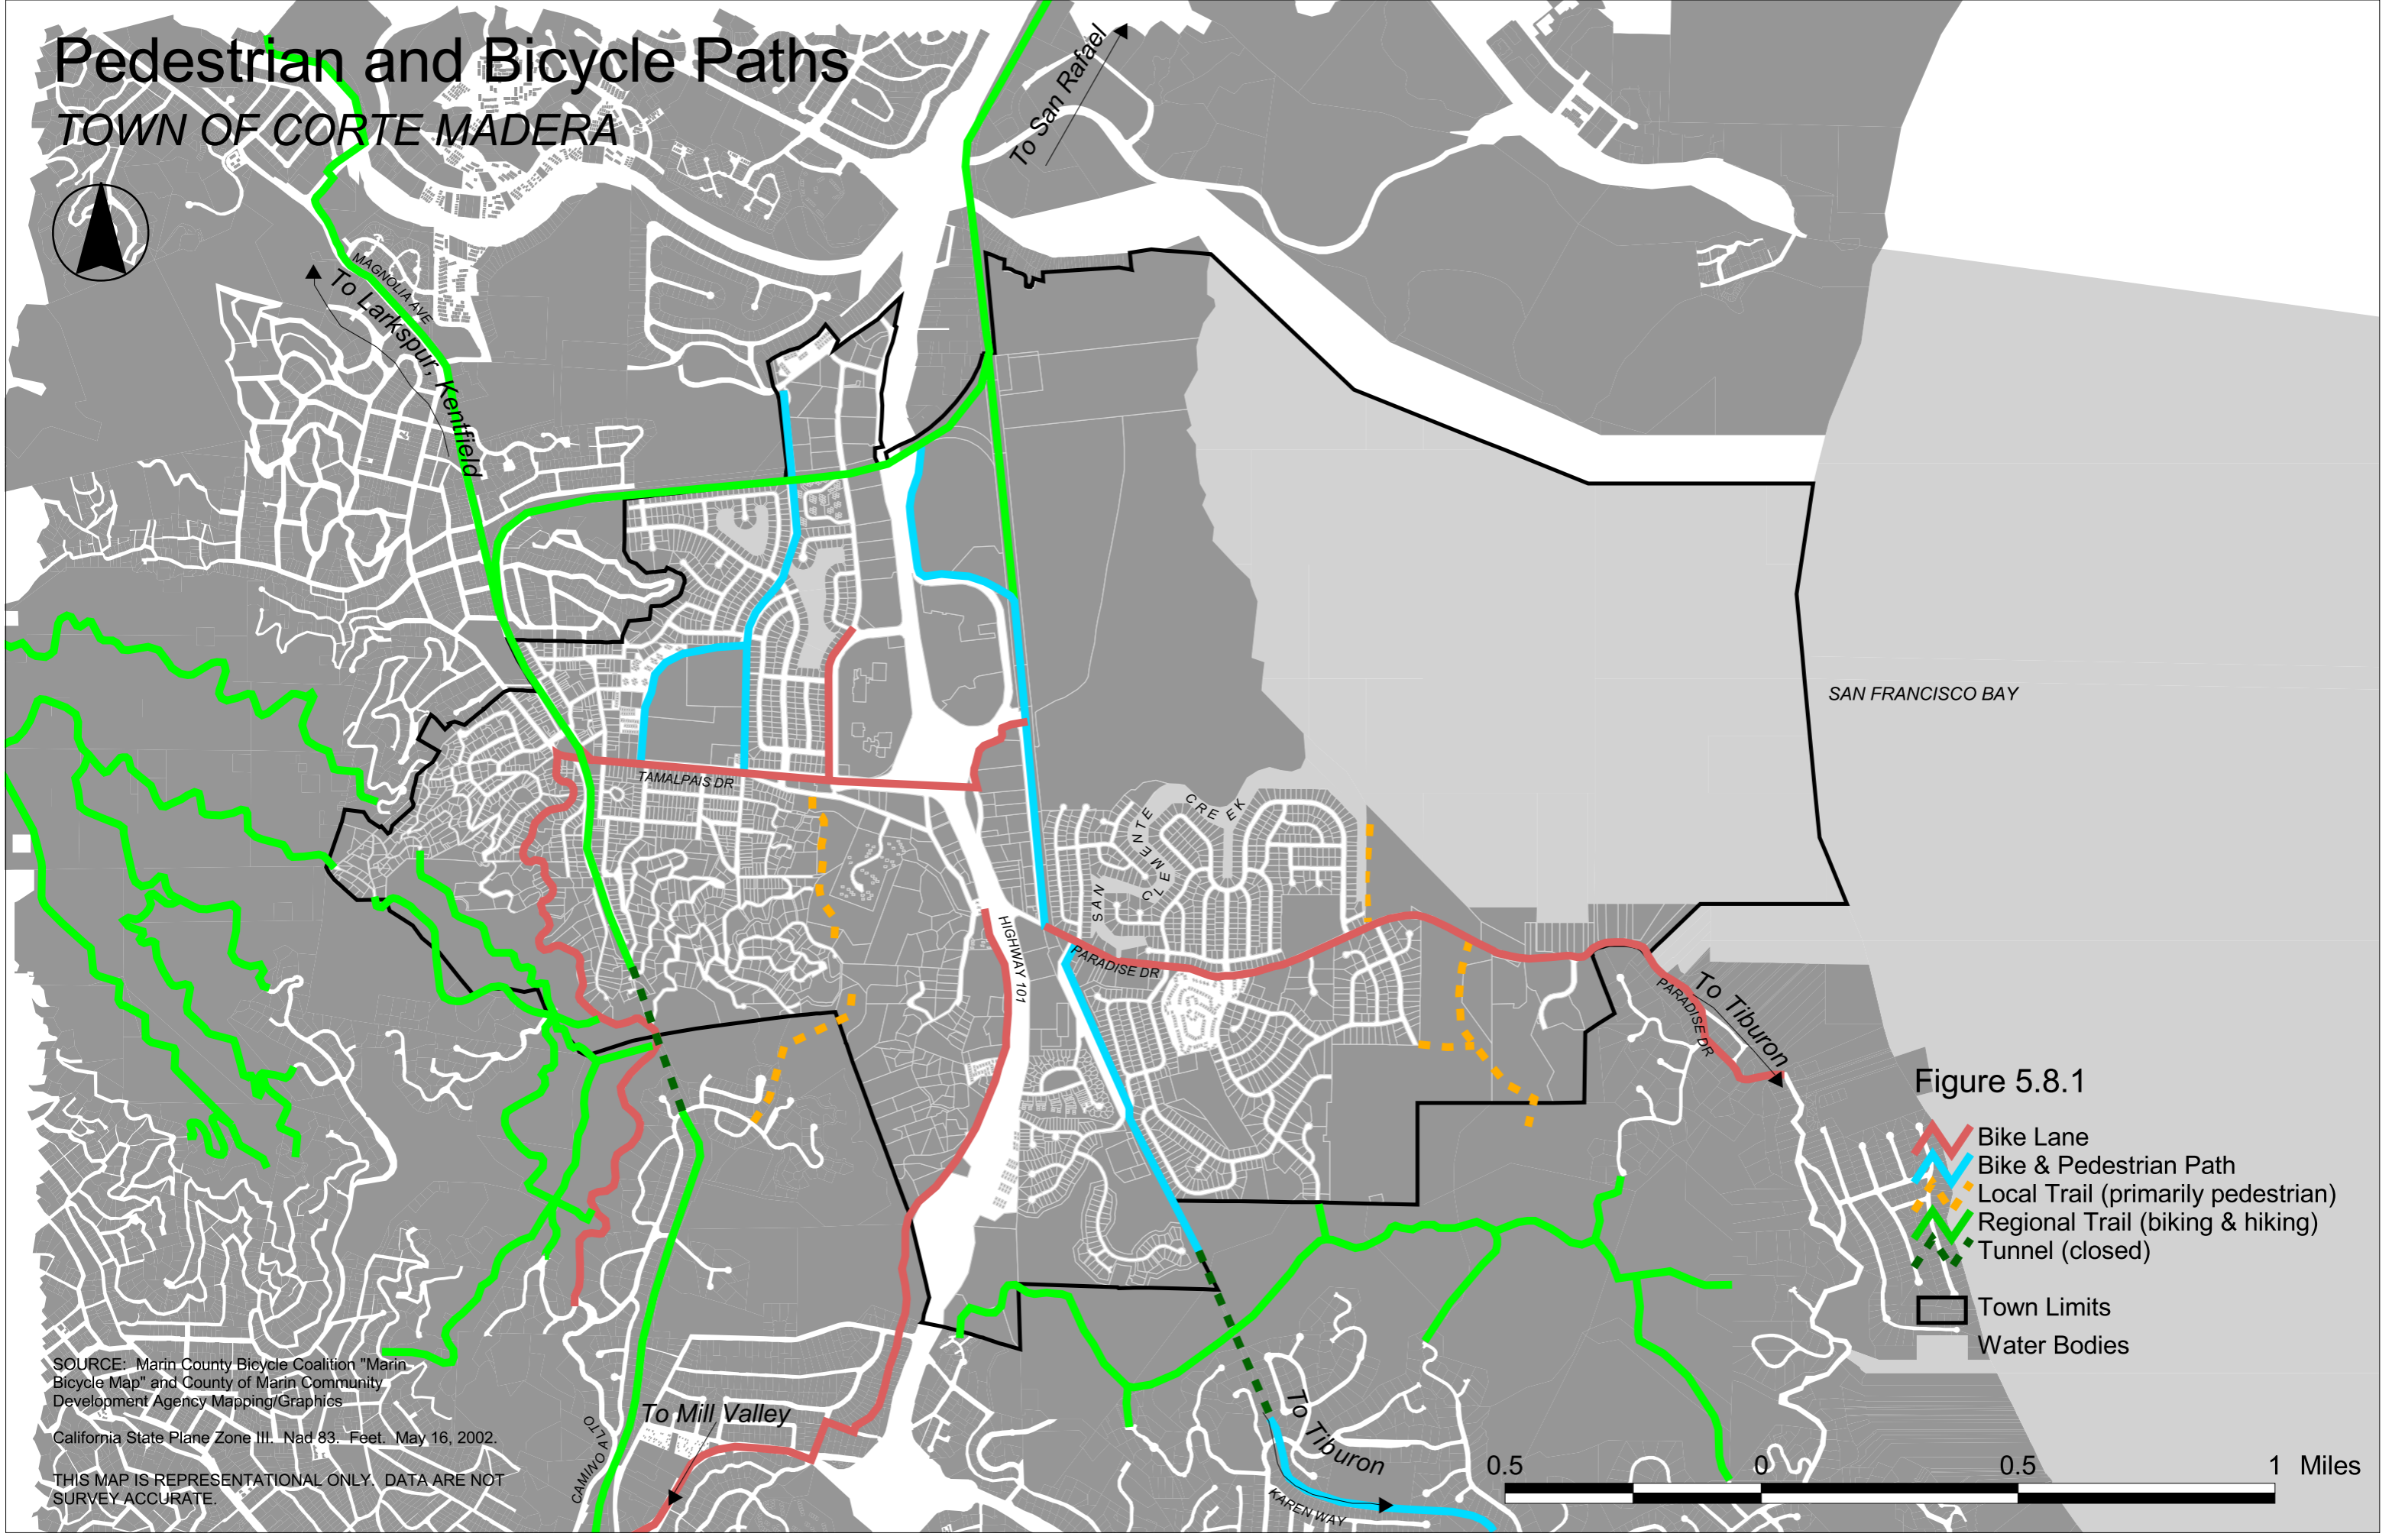 Pedestrian and Bicycle Paths
TOWN OF CORTE MADERA
To San Rafael
MAGNOLIA AVE
To Larkspur, Kentfield
SAN FRANCISCO BAY
TAMALPAIS DR
SAN CLEMENTE CREEK
HIGHWAY 101
PARADISE DR
To Tiburon
PARADISE DR
Figure 5.8.1
Bike Lane
Bike & Pedestrian Path
Local Trail (primarily pedestrian)
Regional Trail (biking & hiking)
Tunnel (closed)
Town Limits
Water Bodies
SOURCE: Marin County Bicycle Coalition "Marin
Bicycle Map" and County of Marin Community
Development Agency Mapping/Graphics
California State Plane Zone III. Nad 83. Feet. May 16, 2002.
THIS MAP IS REPRESENTATIONAL ONLY. DATA ARE NOT
SURVEY ACCURATE.
CAMINO ALTO
To Mill Valley
To Tiburon
KAREN WAY
0.5 0 0.5 1 Miles